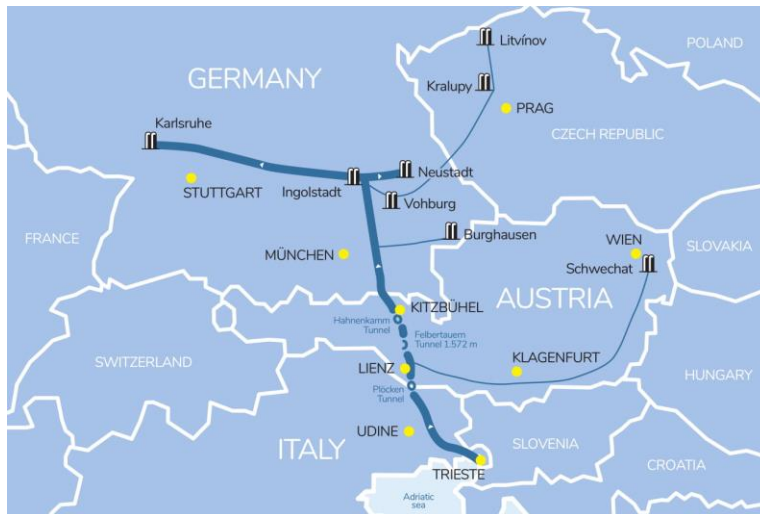 Litvínov
POLAND
GERMANY
Kralupy
PRAG
Karlsruhe
CZECH REPUBLIC
Neustadt
Ingolstadt
STUTTGART
Vohburg
FRANCE
Burghausen
WIEN
SLOVAKIA
MÜNCHEN
Schwechat
AUSTRIA
KITZBÜHEL
Hahnenkamm
Tunnel
Felbertauern
Tunnel 1.572 m
SWITZERLAND
LIENZ
KLAGENFURT
HUNGARY
Plöcken
Tunnel
UDINE
ITALY
SLOVENIA
CROATIA
TRIESTE
Adriatic
sea